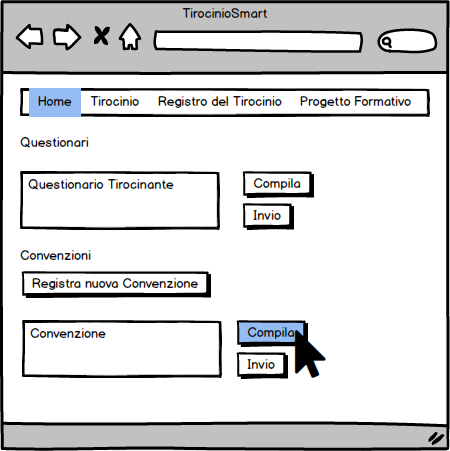 TirocinioSmart
Home Tirocinio Registro del Tirocinio Progetto Formativo
Questionari
Questionario Tirocinante
Compila
Invio
Convenzioni
Registra nuova Convenzione
Convenzione
Compila
Invio